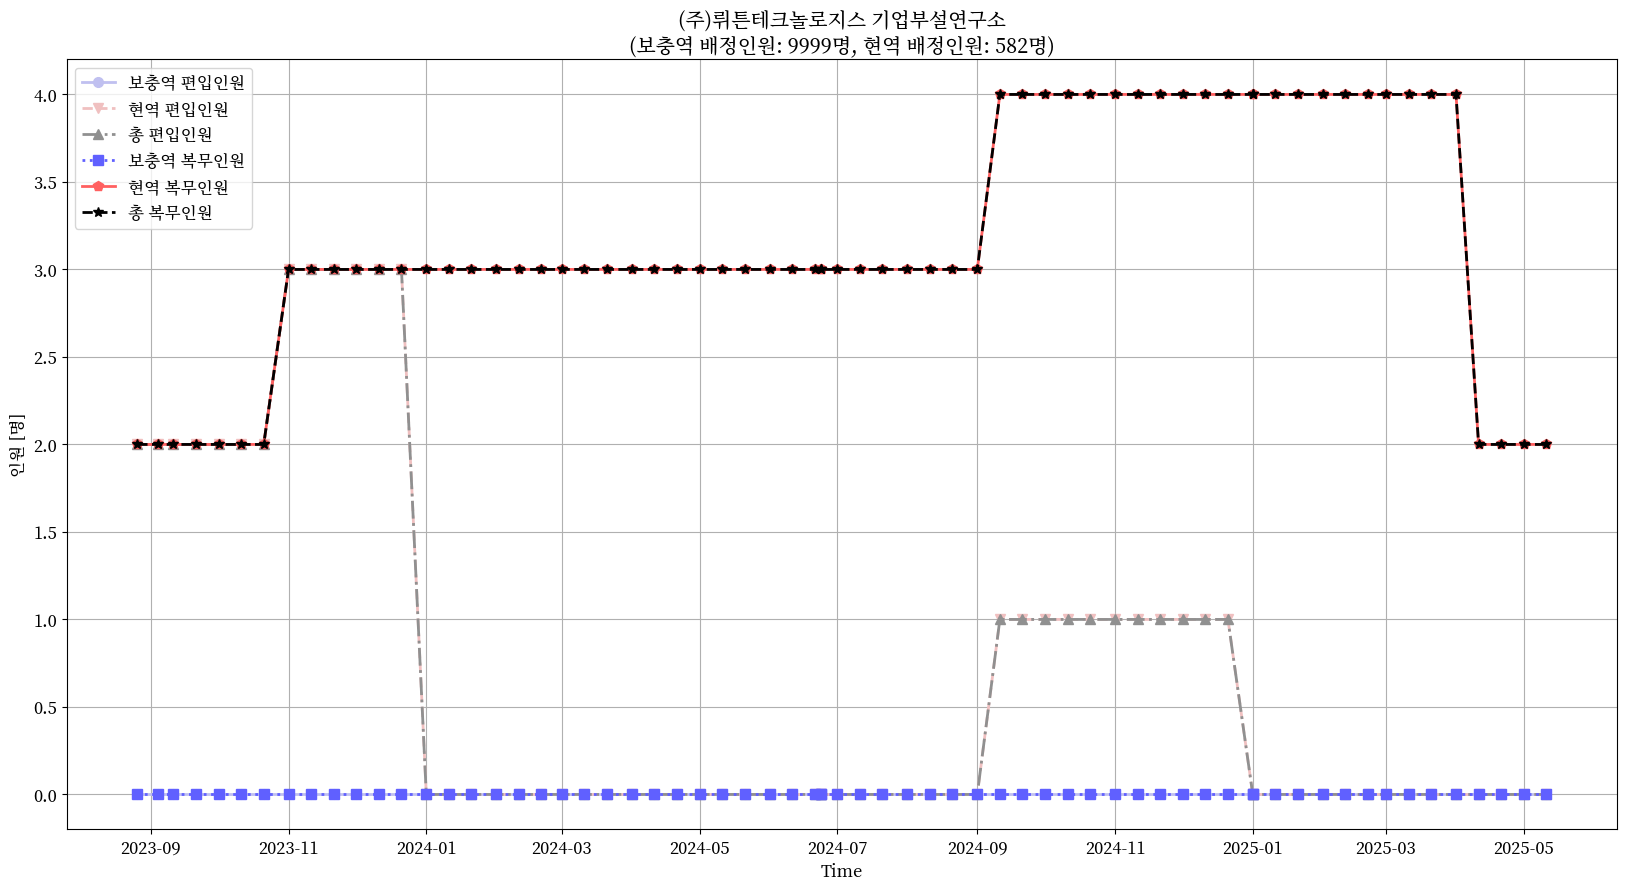 (주)뤼튼테크놀로지스 기업부설연구소
(보충역 배정인원: 9999명, 현역 배정인원: 582명)
보충역 편입인원
현역 편입인원
총 편입인원
보충역 복무인원
현역 복무인원
총 복무인원
4.0
3.5
3.0
2.5
2.0
1.5
1.0
0.5
0.0
인원 [명]
2023-09 2023-11 2024-01 2024-03 2024-05 2024-07 2024-09 2024-11 2025-01 2025-03 2025-05
Time